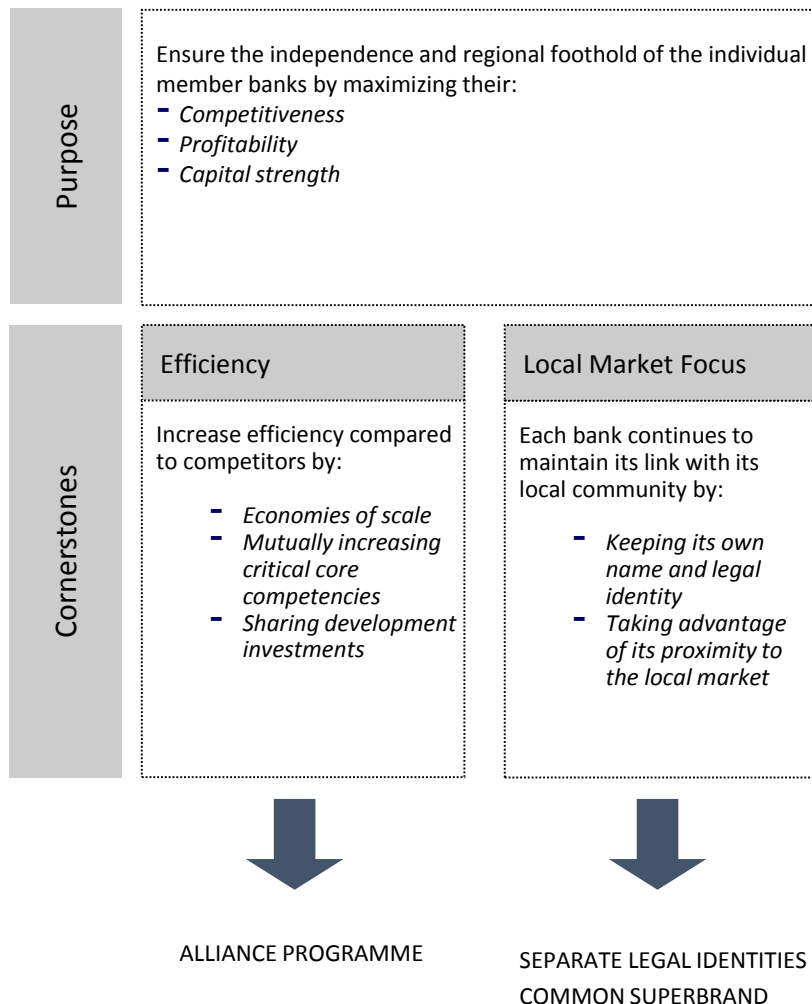 Purpose
Ensure the independence and regional foothold of the individual
member banks by maximizing their:
- Competitiveness
- Profitability
- Capital strength
Cornerstones
Efficiency
Increase efficiency compared
to competitors by:
- Economies of scale
- Mutually increasing
critical core
competencies
- Sharing development
investments
Local Market Focus
Each bank continues to
maintain its link with its
local community by:
- Keeping its own
name and legal
identity
- Taking advantage
of its proximity to
the local market
ALLIANCE PROGRAMME
SEPARATE LEGAL IDENTITIES
COMMON SUPERBRAND